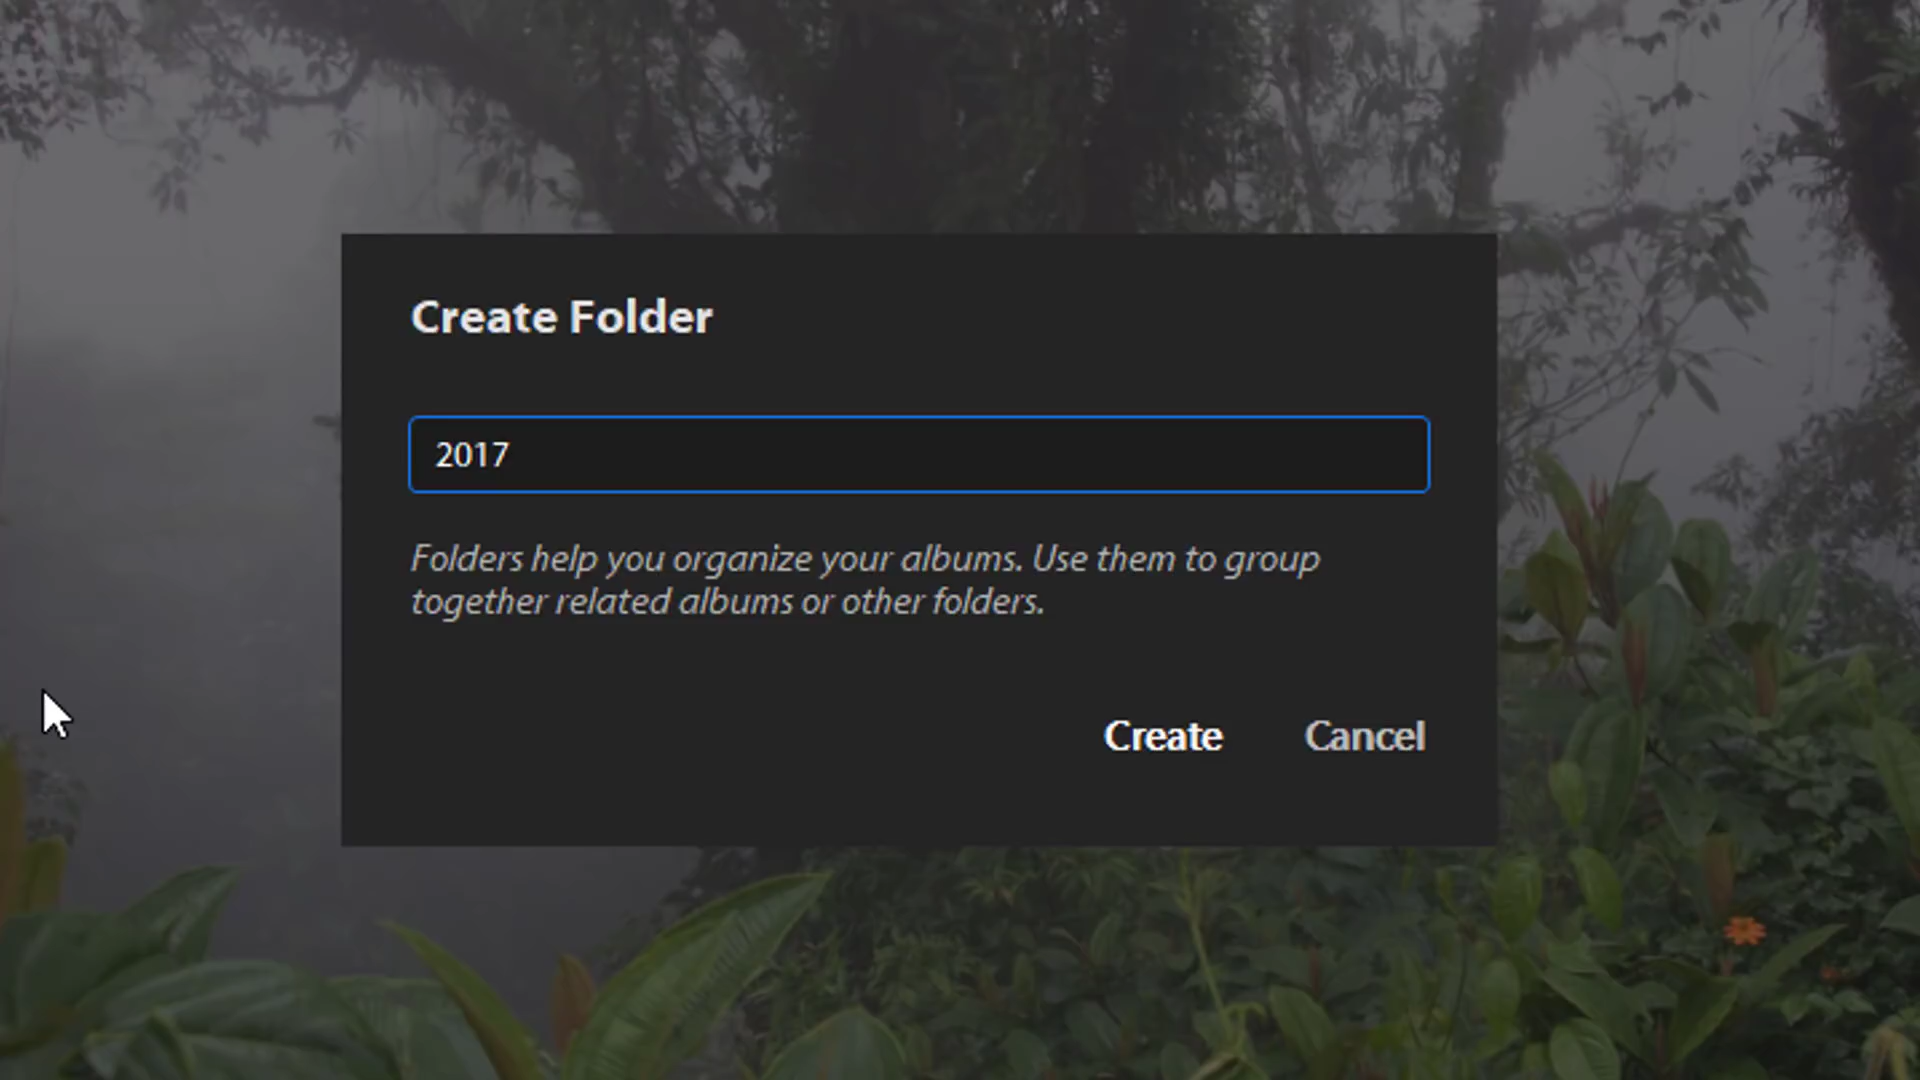 Create Folder
2017
Folders help you organize your albums. Use them to group
together related albums or other folders.
Create Cancel